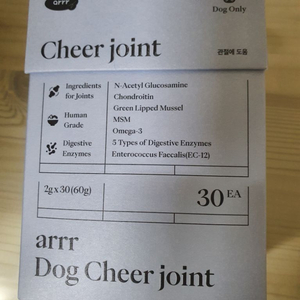 arrr
Dog Only
Cheer joint
관절에 도움
Ingredients for Joints
N-Acetyl Glucosamine
Chondroitin
Green Lipped Mussel
Human Grade
MSM
Omega-3
Digestive Enzymes
5 Types of Digestive Enzymes
Enterococcus Faecalis(EC-12)
2g x 30 (60g)
30 EA
arrr
Dog Cheer joint